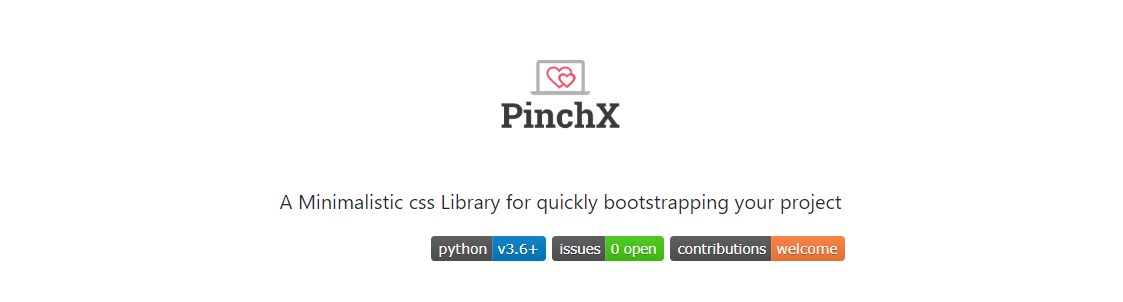 PinchX
A Minimalistic css Library for quickly bootstrapping your project
python v3.6+ issues 0 open contributions welcome